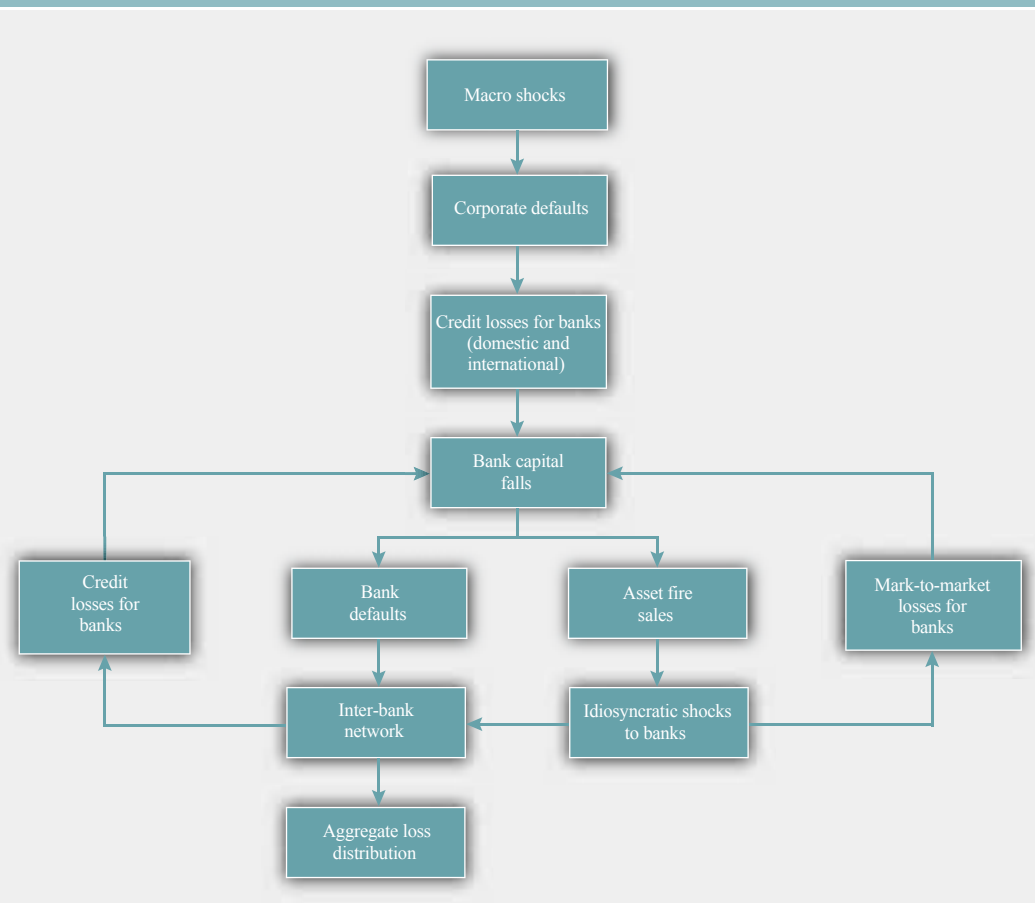 Macro shocks
Corporate defaults
Credit losses for banks
(domestic and
international)
Bank capital
falls
Credit
losses for
banks
Bank
defaults
Asset fire
sales
Mark-to-market
losses for
banks
Inter-bank
network
Idiosyncratic shocks
to banks
Aggregate loss
distribution